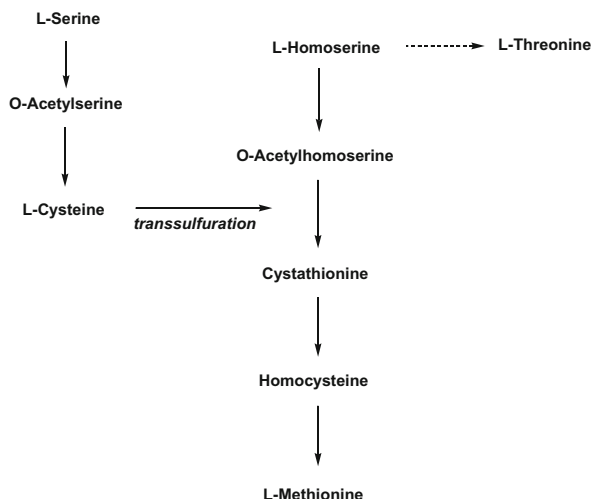 L-Serine
L-Homoserine
L-Threonine
O-Acetylserine
O-Acetylhomoserine
L-Cysteine
transsulfuration
Cystathionine
Homocysteine
L-Methionine